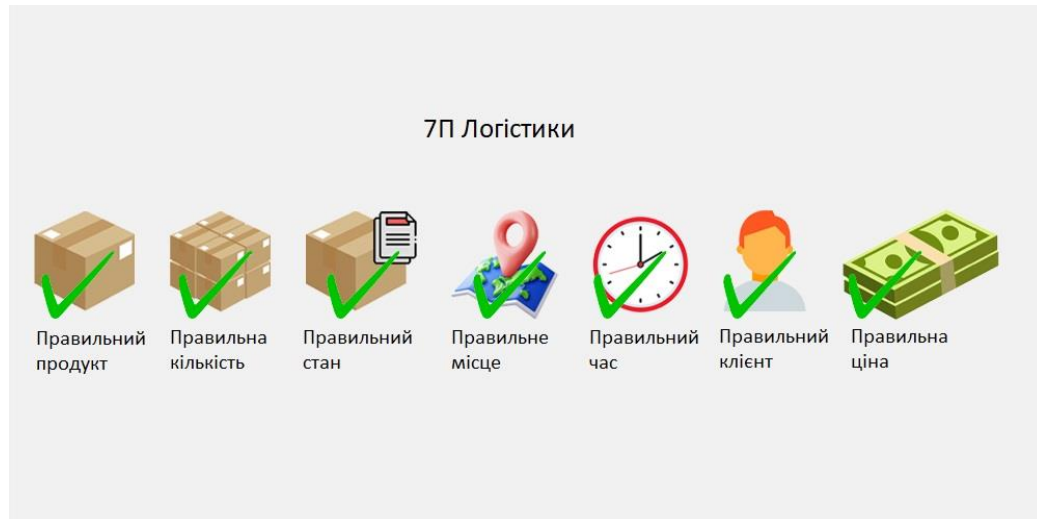 7П Логістики
Правильний
продукт
Правильна
кількість
Правильний
стан
Правильне
місце
Правильний
час
Правильний
клієнт
Правильна
ціна